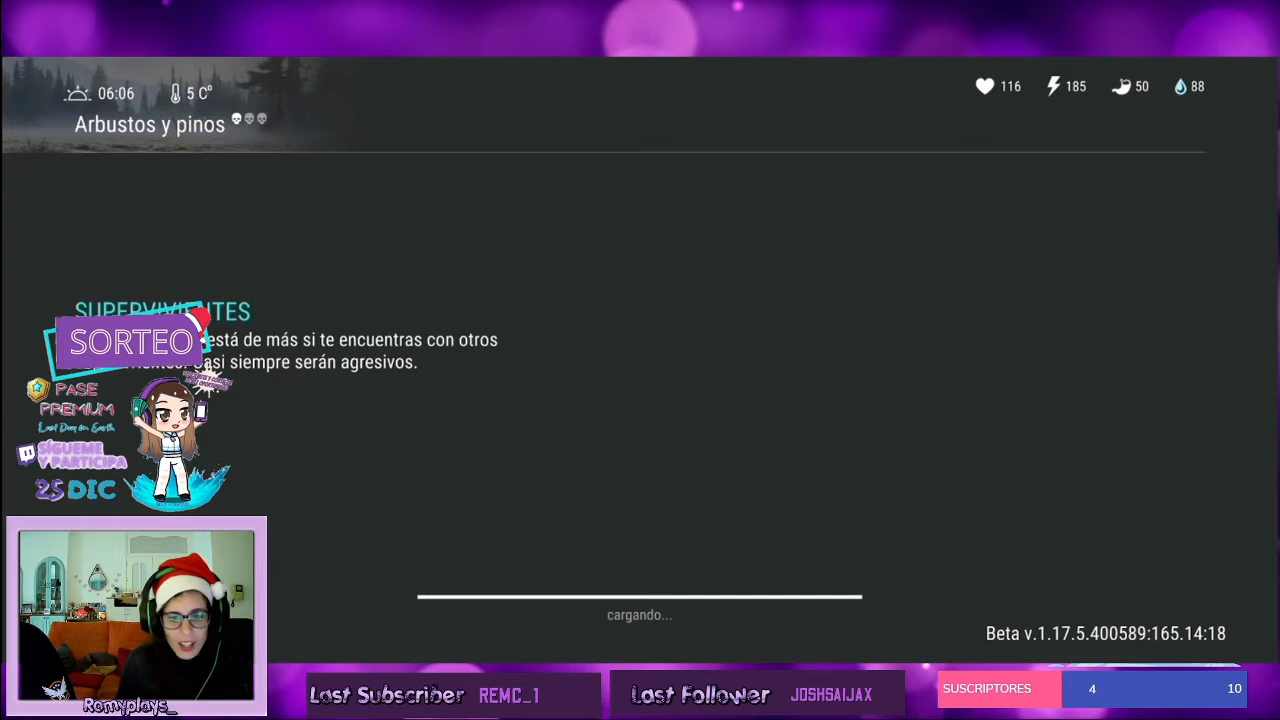 06:06
5 C°
Arbustos y pinos
116
185
50
88
SUPERVIVIENTES
SORTEO
está de más si te encuentras con otros
siempre serán agresivos.
PASE
PREMIUM
Last Day on Earth
SÍGUEME
Y PARTICIPA
25 DIC
cargando...
Beta v.1.17.5.400589:165.14:18
Romyplays_
Last Subscriber REMC_1
Last Follower JOSHSAIJAX
SUSCRIPTORES 4 10